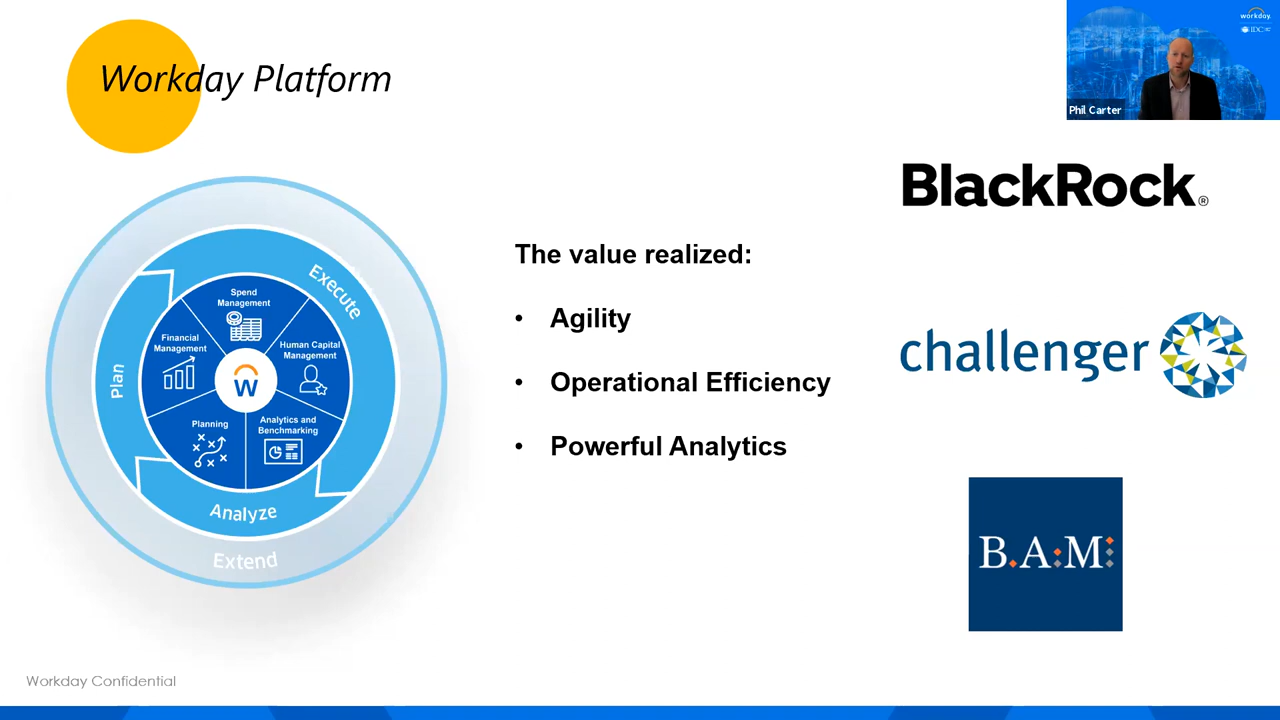 Workday Platform
workday.
IDC
Phil Carter
BlackRock®
The value realized:
• Agility
• Operational Efficiency
• Powerful Analytics
challenger
B.A.M
Execute
Plan
Analyze
Extend
Spend
Management
Financial
Management
Human Capital
Management
Planning
Analytics and
Benchmarking
W
Workday Confidential